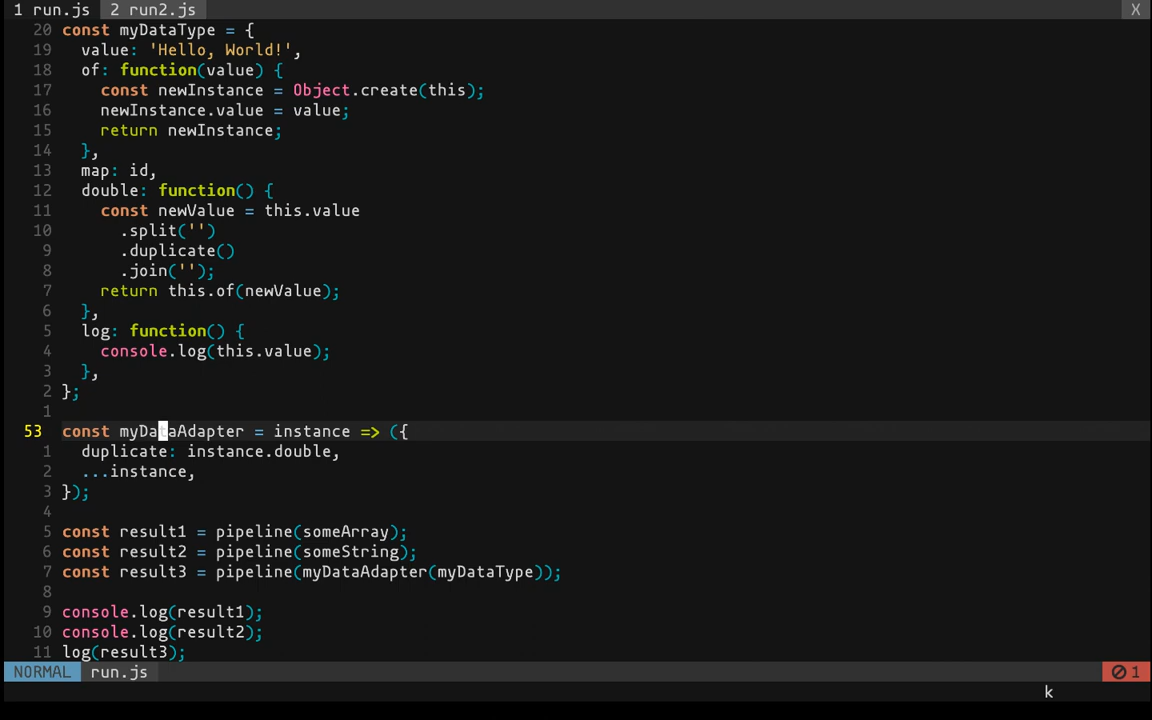 1 run.js 2 run2.js X
20 const myDataType = {
19 value: 'Hello, World!',
18 of: function(value) {
17 const newInstance = Object.create(this);
16 newInstance.value = value;
15 return newInstance;
14 },
13 map: id,
12 double: function() {
11 const newValue = this.value
10 .split('')
9 .duplicate()
8 .join('');
7 return this.of(newValue);
6 },
5 log: function() {
4 console.log(this.value);
3 },
2 };
1
53 const myDataAdapter = instance => ({
1 duplicate: instance.double,
2 ...instance,
3 });
4
5 const result1 = pipeline(someArray);
6 const result2 = pipeline(someString);
7 const result3 = pipeline(myDataAdapter(myDataType));
8
9 console.log(result1);
10 console.log(result2);
11 log(result3);
NORMAL run.js 1
k